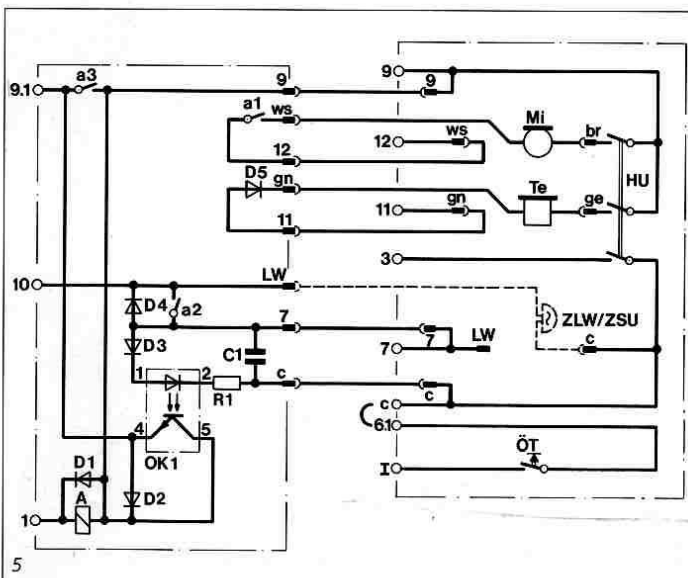 9.1
a3
9
9
9
a1
ws
Mi
br
12
ws
HU
12
D5
gn
Te
ge
11
gn
11
3
10
LW
D4
a2
ZLW/ZSU
7
7
7
LW
c
D3
C1
1
2
R1
c
c
c
4
5
6.1
OK1
ÖT
I
D1
A
D2
1
5